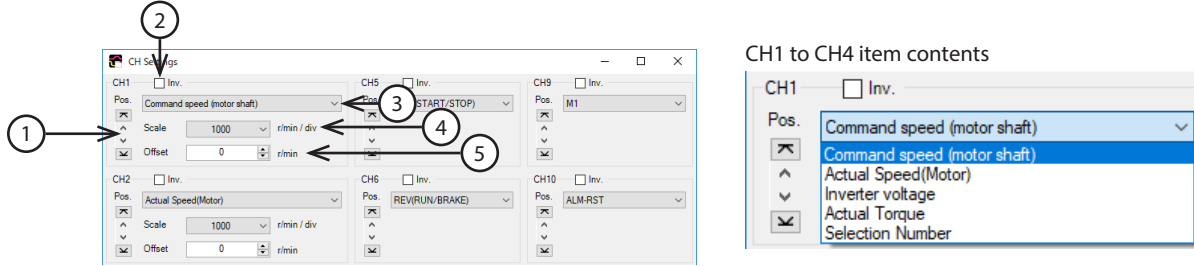 2
CH Settings
CH1 Inv. CH5 Inv. CH9 Inv.
Pos. Command speed (motor shaft) Pos. START/STOP) Pos. M1
3
1
Scale 1000 r/min / div
4
Offset 0 r/min
5
CH2 Inv. CH6 Inv. CH10 Inv.
Pos. Actual Speed(Motor) Pos. REV(RUN/BRAKE) Pos. ALM-RST
Scale 1000 r/min / div
Offset 0 r/min
CH1 to CH4 item contents
CH1 Inv.
Pos. Command speed (motor shaft)
Command speed (motor shaft)
Actual Speed(Motor)
Inverter voltage
Actual Torque
Selection Number